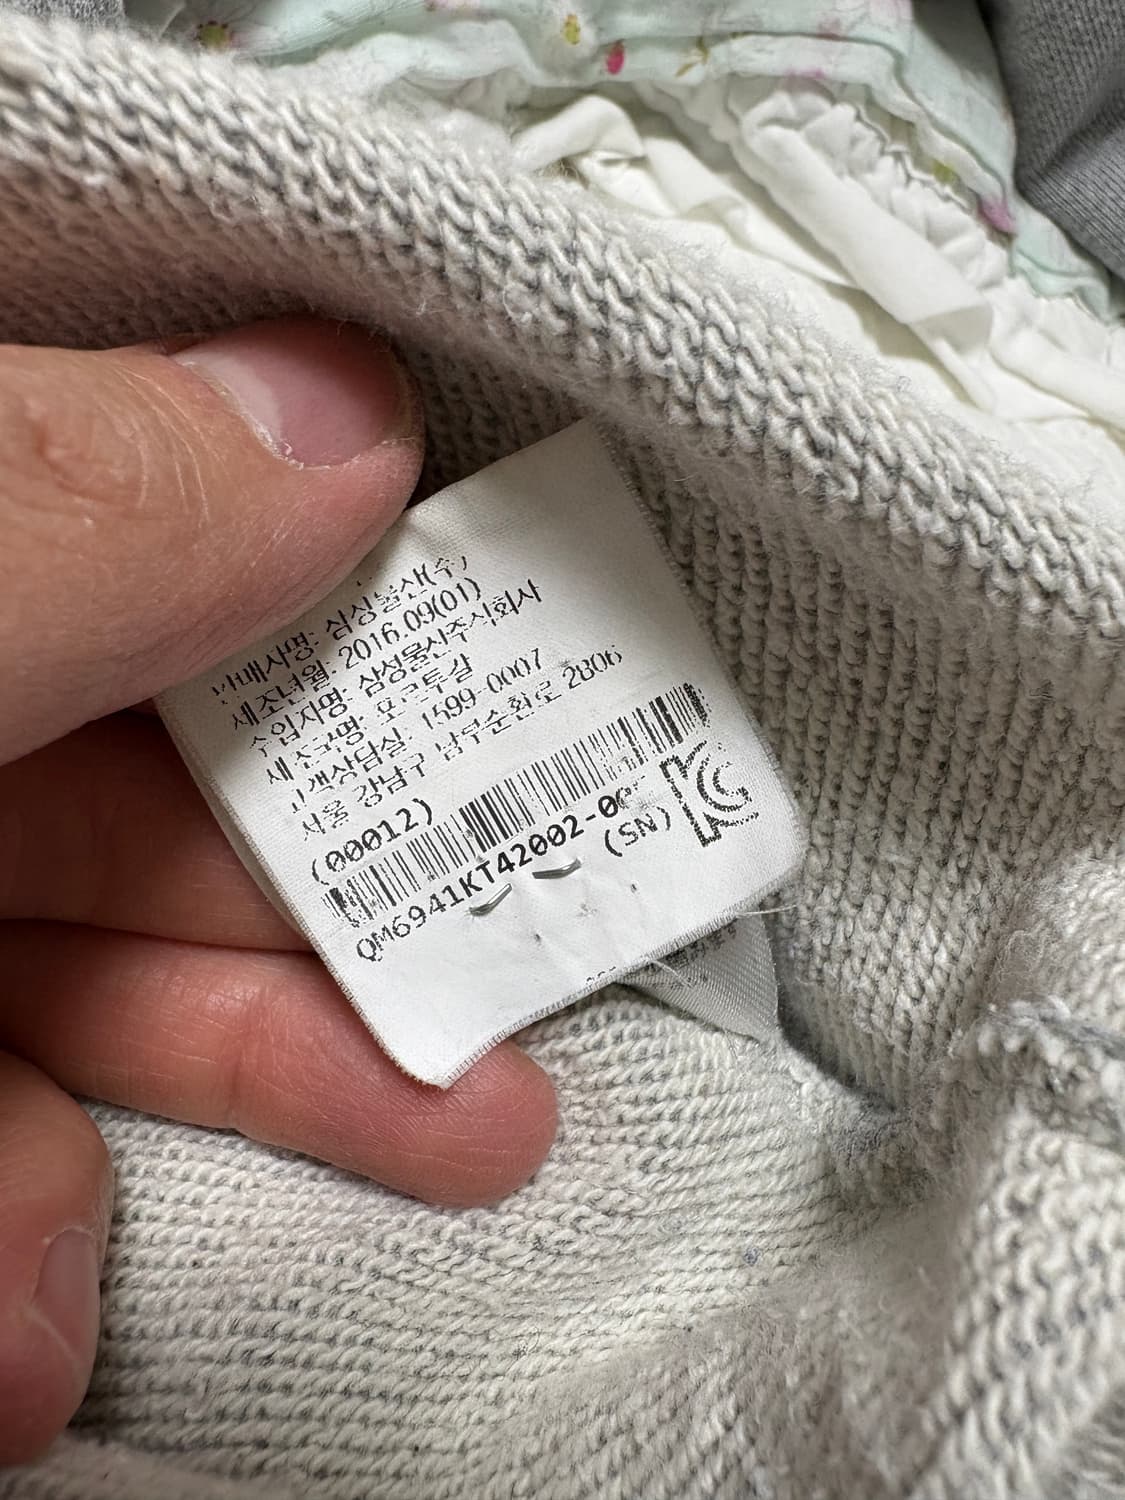 판매사명: 삼성물산(주)
제조년월: 2016.09(01)
수입자명: 삼성물산주식회사
제조국명: 포르투갈
고객상담실: 1599-0007
서울 강남구 남부순환로 2806
(00012)
QM6941KT42002-0
(SN)
KC